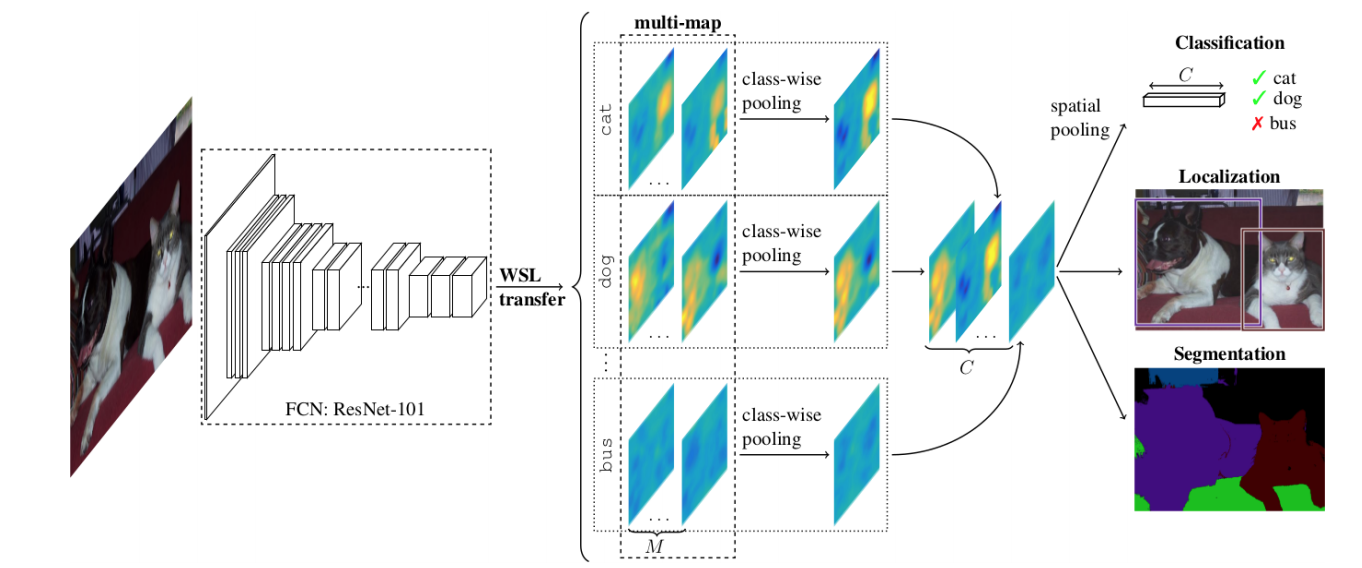 multi-map
cat
class-wise
pooling
. . .
dog
class-wise
pooling
. . .
...
bus
class-wise
pooling
. . .
M
FCN: ResNet-101
...
WSL
transfer
. . .
C
spatial
pooling
Classification
C
✓ cat
✓ dog
✗ bus
Localization
Segmentation